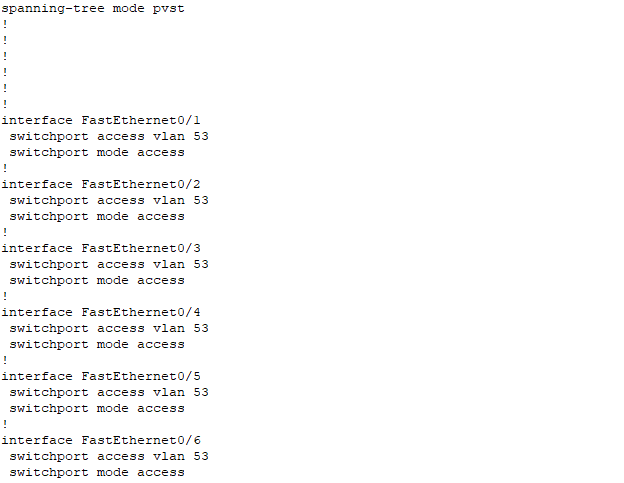 spanning-tree mode pvst
!
!
!
!
!
!
interface FastEthernet0/1
 switchport access vlan 53
 switchport mode access
!
interface FastEthernet0/2
 switchport access vlan 53
 switchport mode access
!
interface FastEthernet0/3
 switchport access vlan 53
 switchport mode access
!
interface FastEthernet0/4
 switchport access vlan 53
 switchport mode access
!
interface FastEthernet0/5
 switchport access vlan 53
 switchport mode access
!
interface FastEthernet0/6
 switchport access vlan 53
 switchport mode access